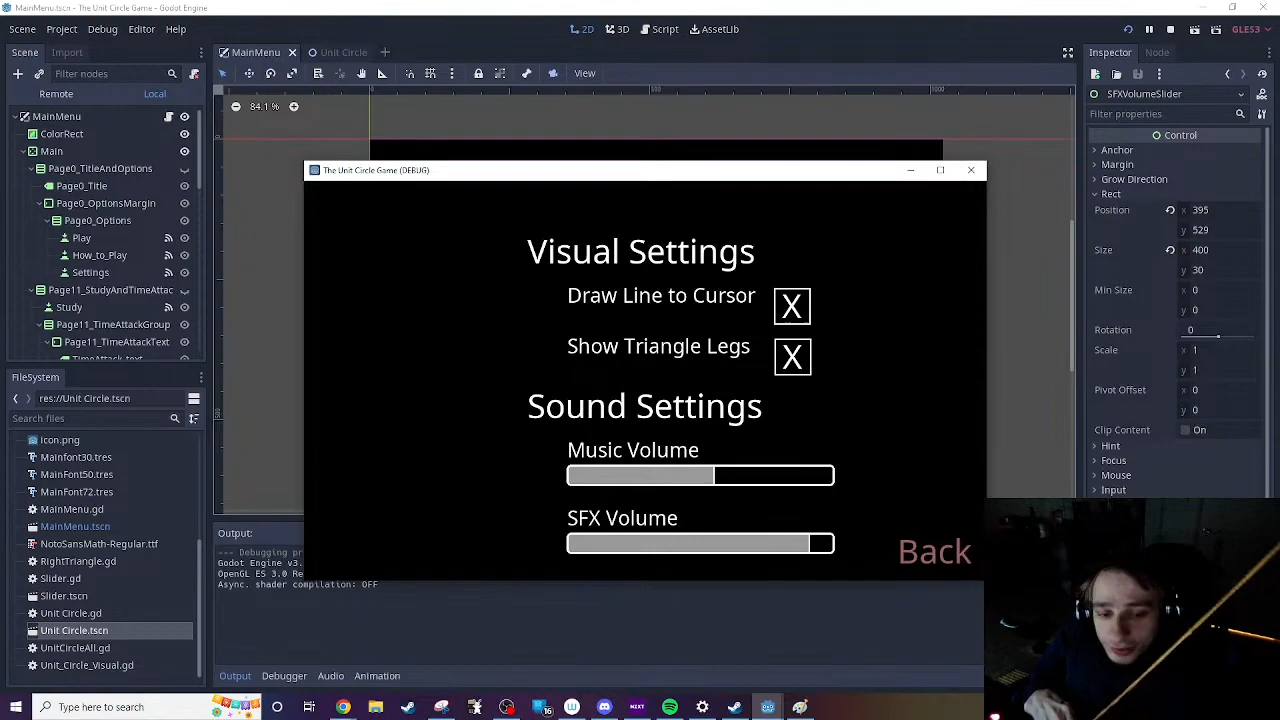 MainMenu.tscn - The Unit Circle Game - Godot Engine
Scene Project Debug Editor Help
2D 3D Script AssetLib
GLES3
Scene Import
MainMenu Unit Circle
Inspector Node
Filter nodes
View
Remote Local
SFXVolumeSlider
84.1 %
0 500 1000
Filter properties
MainMenu
ColorRect
Main
Page0_TitleAndOptions
Page0_Title
Page0_OptionsMargin
Page0_Options
Play
How_to_Play
Settings
Page11_StudyAndTimeAttac
Study
Page11_TimeAttackGroup
Page11_TimeAttackText
Control
Anchor
Margin
Grow Direction
Rect
Position x 395
y 529
Size x 400
y 30
Min Size x 0
y 0
Rotation 0
Scale x 1
y 1
Pivot Offset x 0
y 0
Clip Content On
Hint
Focus
Mouse
Input
The Unit Circle Game (DEBUG)
Visual Settings
Draw Line to Cursor X
Show Triangle Legs X
Sound Settings
Music Volume
SFX Volume
Back
FileSystem
res://Unit Circle.tscn
Search files
icon.png
MainFont30.tres
MainFont50.tres
MainFont72.tres
MainMenu.gd
MainMenu.tscn
NotoSansMath-Regular.ttf
RightTriangle.gd
Slider.gd
Slider.tscn
Unit Circle.gd
Unit Circle.tscn
UnitCircleAll.gd
Unit_Circle_Visual.gd
Output:
--- Debugging pr
Godot Engine v3.
OpenGL ES 3.0 Re
Async. shader compilation: OFF
Output Debugger Audio Animation
Type here to search
16
NZXT